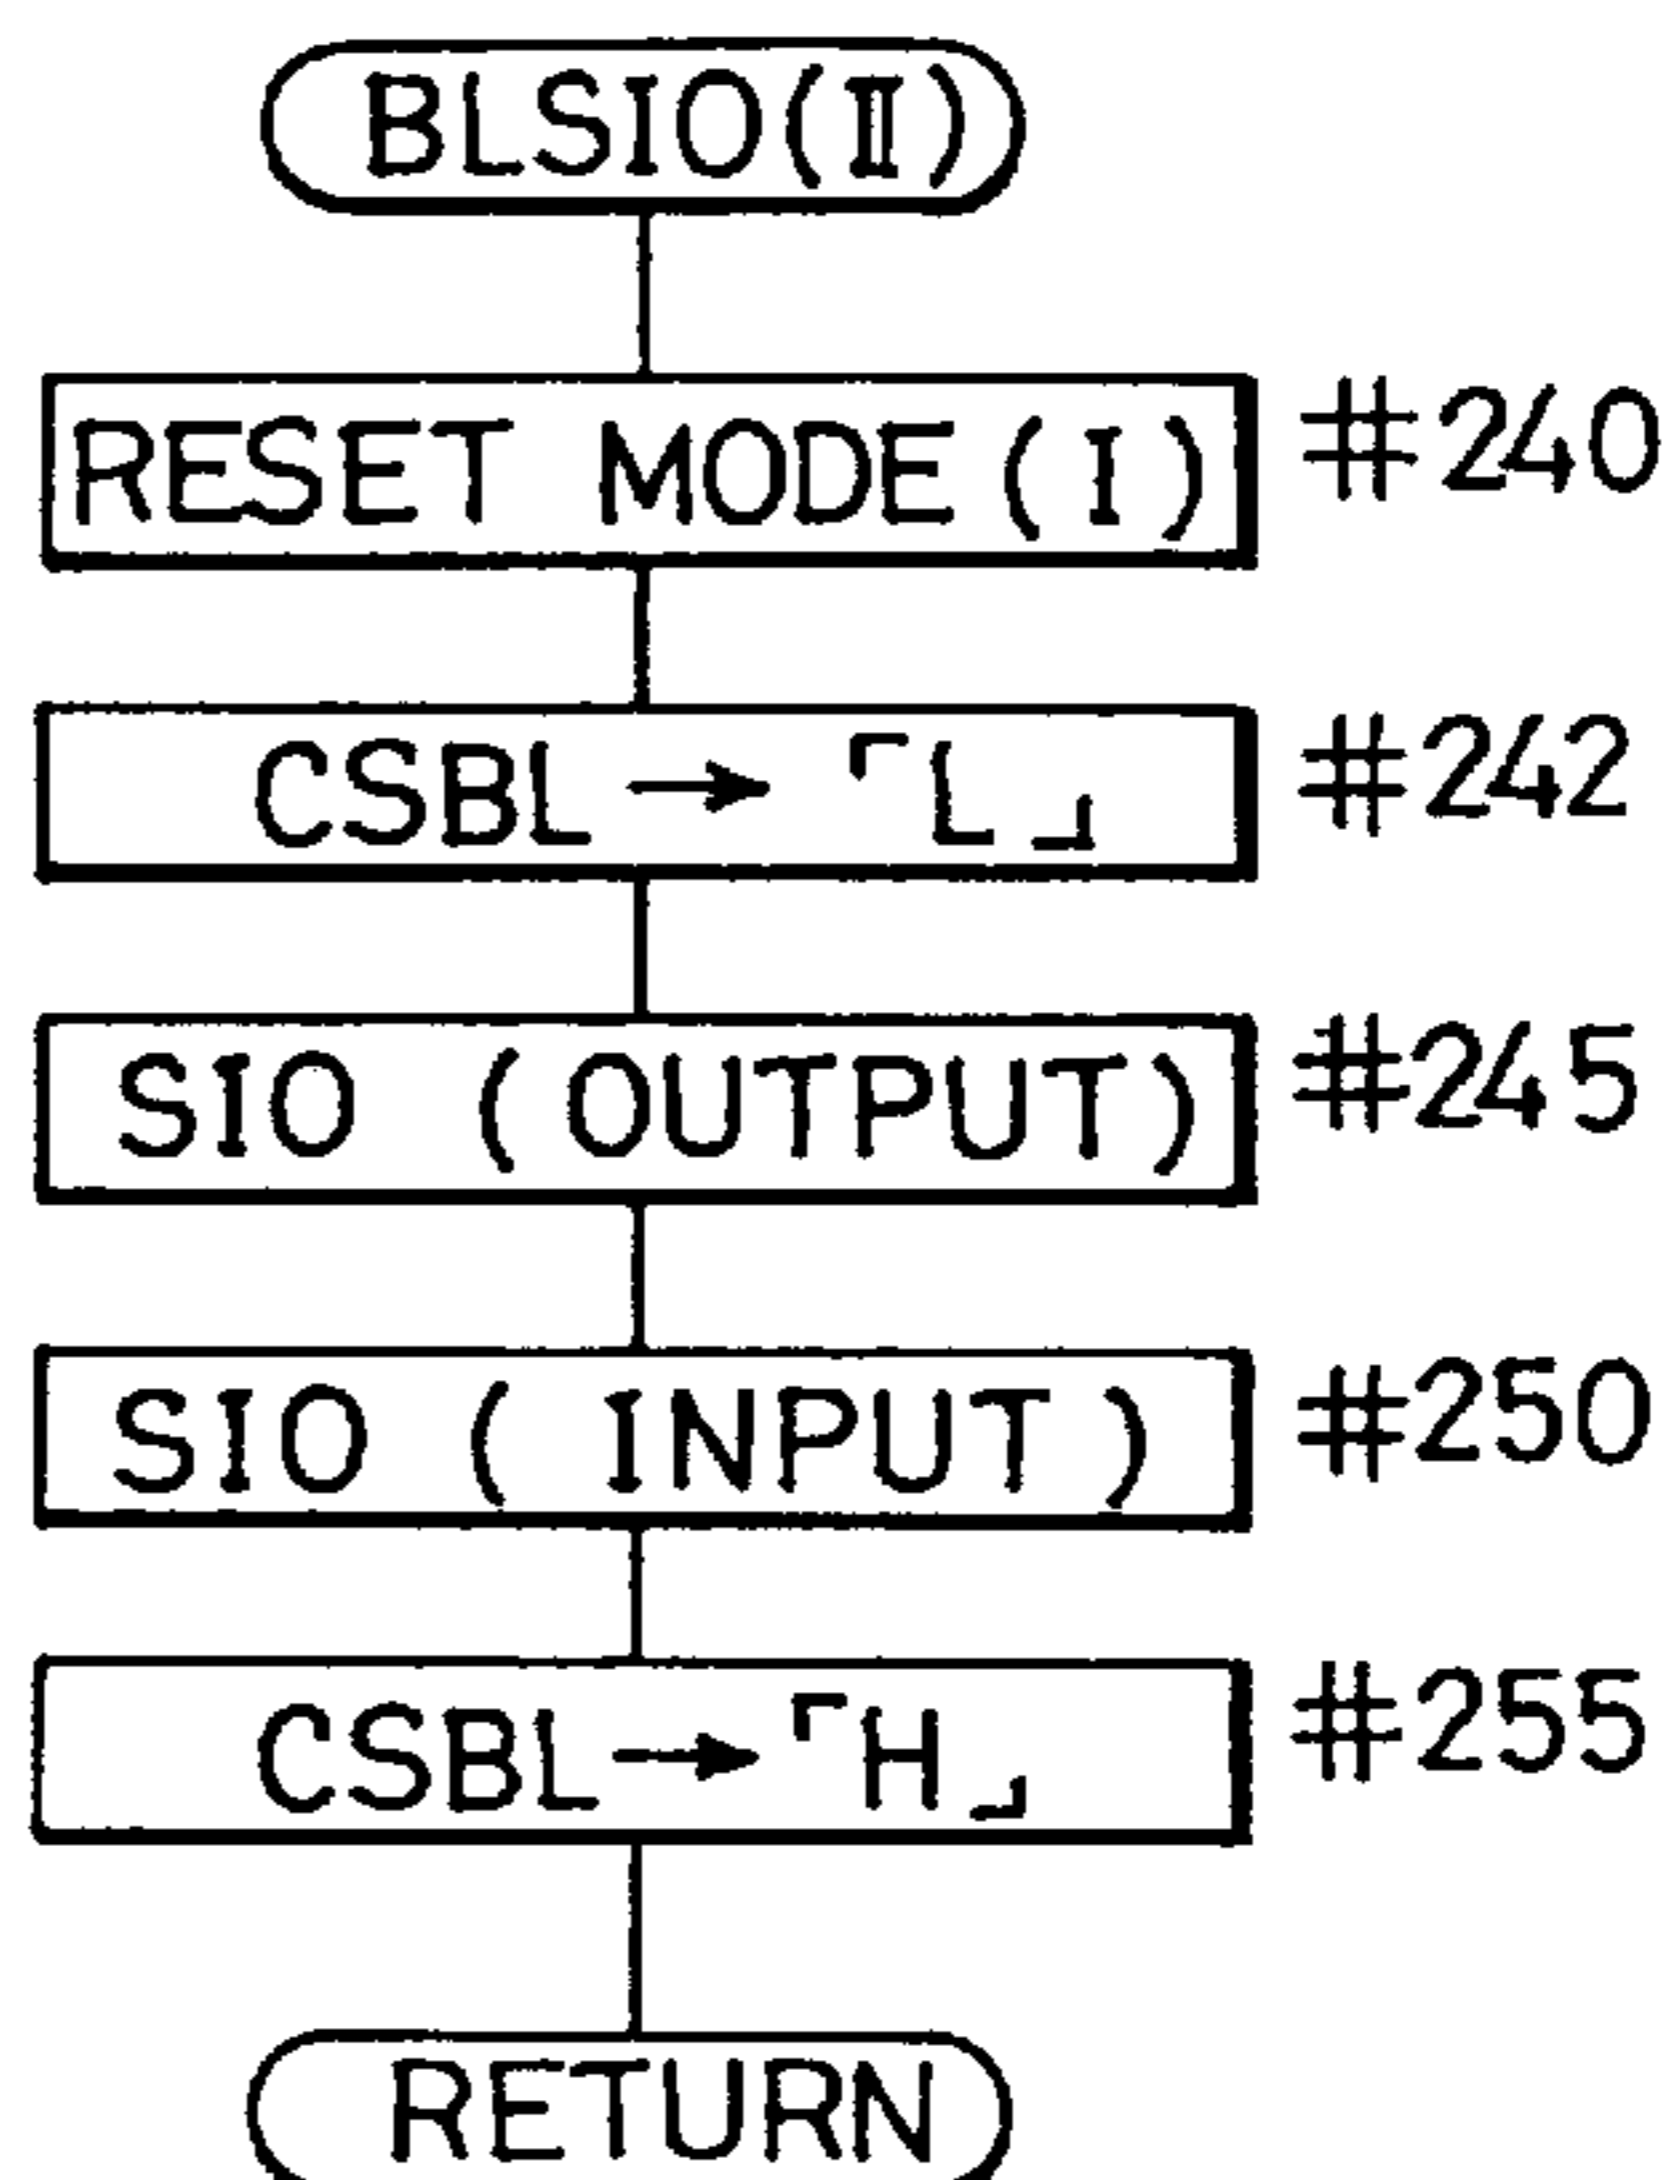 BLSIO(II)
RESET MODE(I) #240
CSBL→「L」 #242
SIO (OUTPUT) #245
SIO (INPUT) #250
CSBL→「H」 #255
RETURN